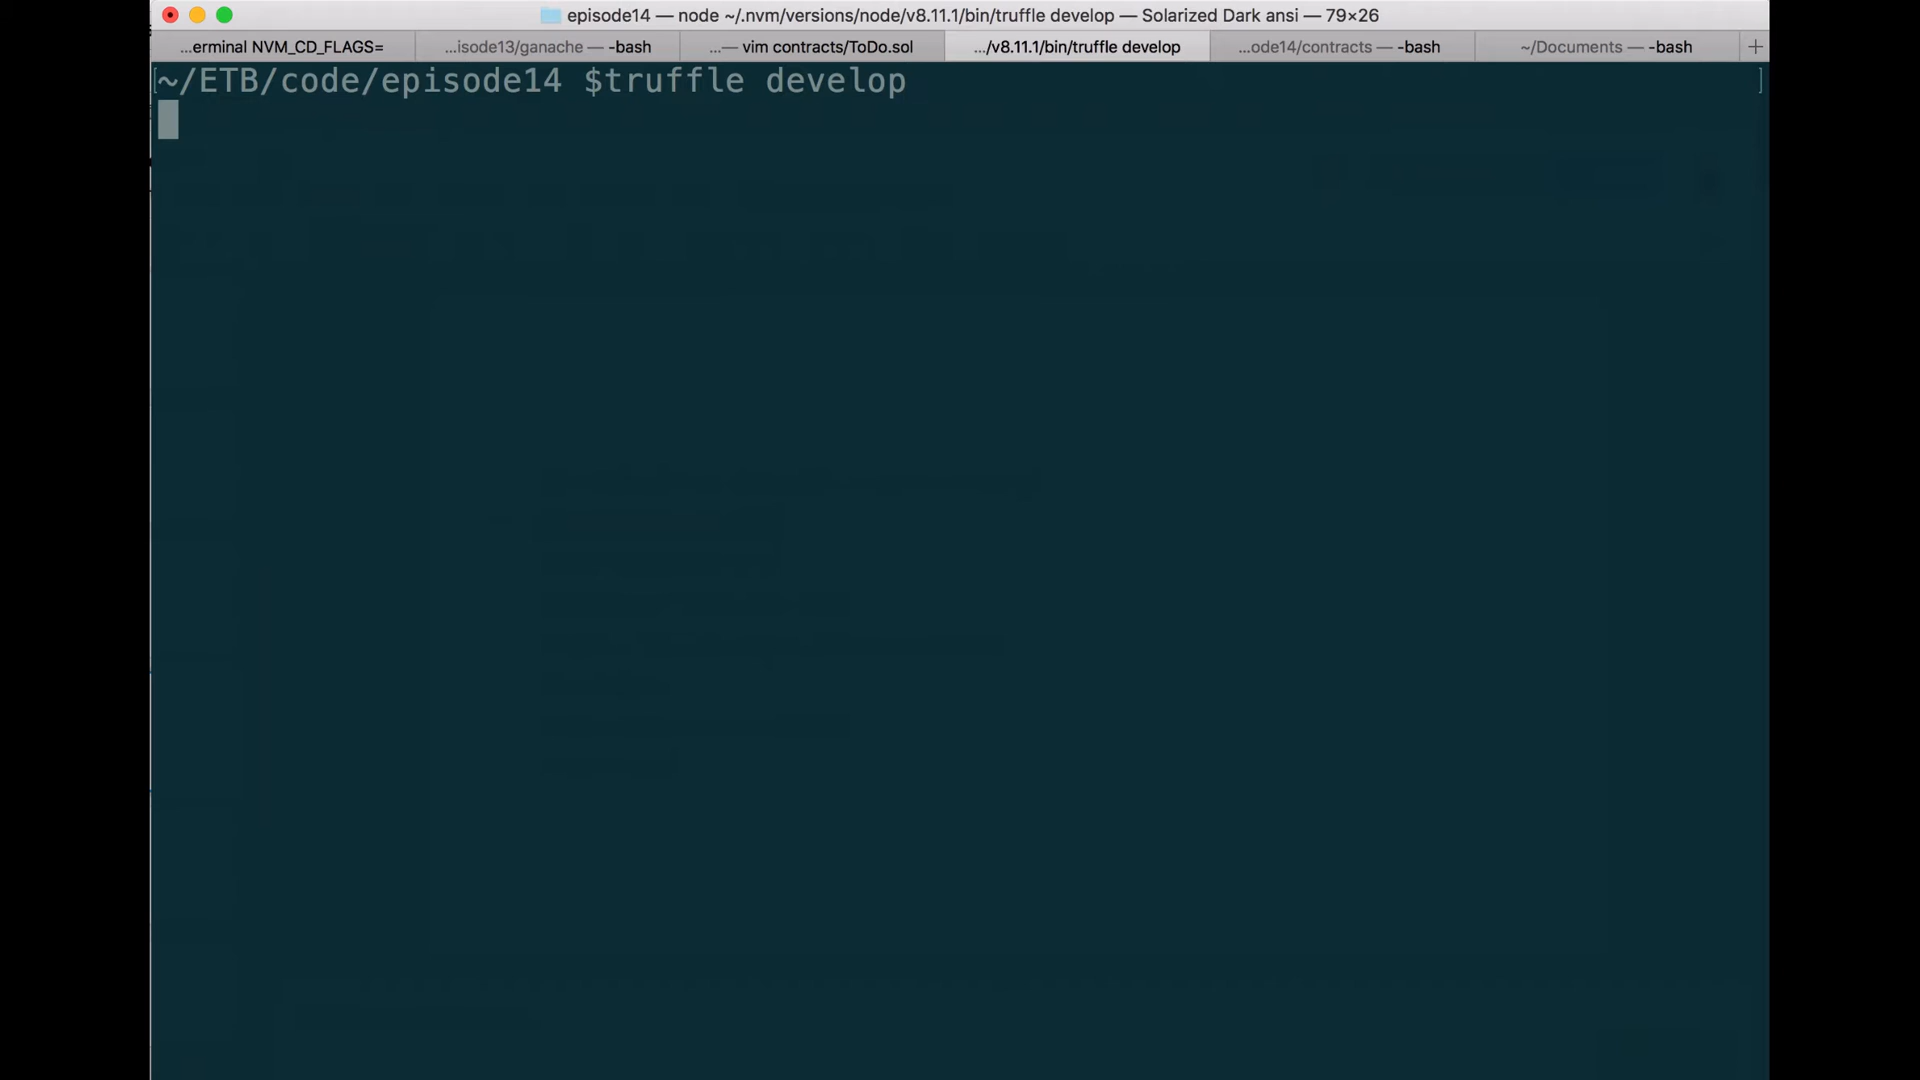 episode14 — node ~/.nvm/versions/node/v8.11.1/bin/truffle develop — Solarized Dark ansi — 79×26
...erminal NVM_CD_FLAGS=
...isode13/ganache — -bash
...— vim contracts/ToDo.sol
.../v8.11.1/bin/truffle develop
...ode14/contracts — -bash
~/Documents — -bash
+
[~/ETB/code/episode14 $truffle develop ]